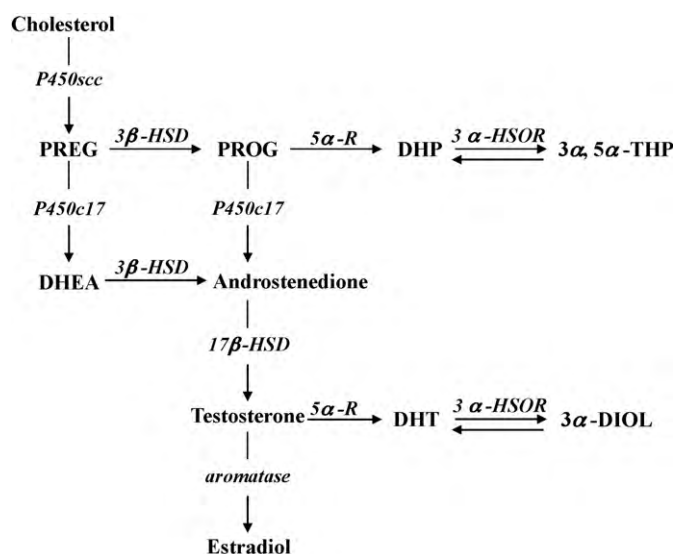 Cholesterol
P450scc
3β-HSD 5α-R 3 α-HSOR
PREG PROG DHP 3α, 5α-THP
P450c17 P450c17
3β-HSD
DHEA Androstenedione
17β-HSD
5α-R 3 α-HSOR
Testosterone DHT 3α-DIOL
aromatase
Estradiol